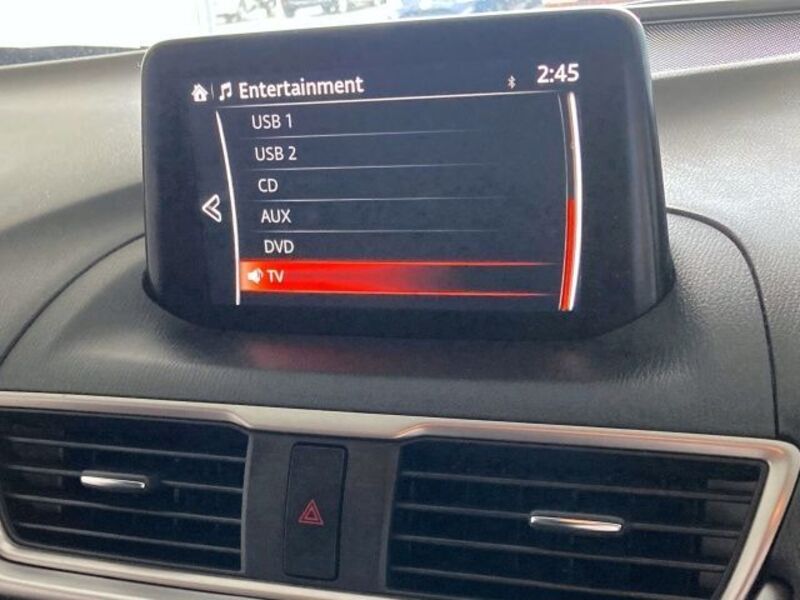 Entertainment 2:45
USB 1
USB 2
CD
AUX
DVD
TV